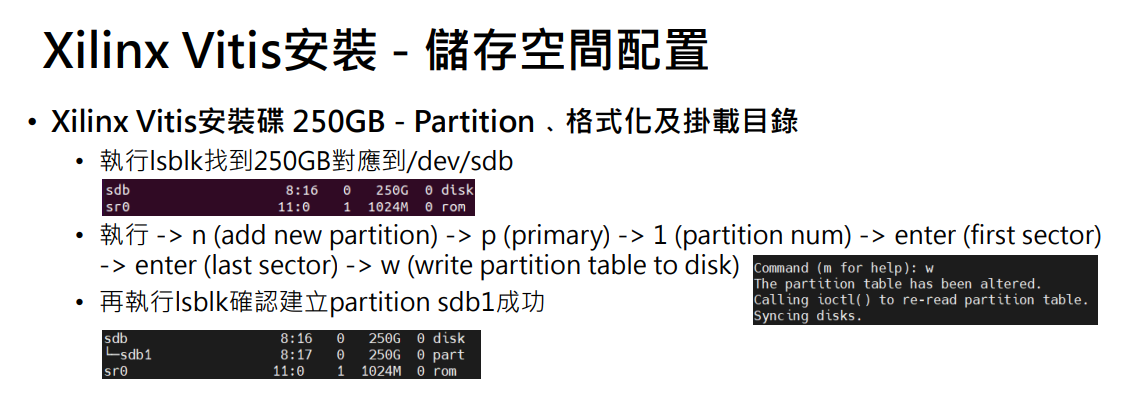 Xilinx Vitis安裝 - 儲存空間配置
• Xilinx Vitis安裝碟 250GB - Partition﹑格式化及掛載目錄
• 執行lsblk找到250GB對應到/dev/sdb
sdb 8:16 0 250G 0 disk
sr0 11:0 1 1024M 0 rom
• 執行 -> n (add new partition) -> p (primary) -> 1 (partition num) -> enter (first sector)
-> enter (last sector) -> w (write partition table to disk)
Command (m for help): w
The partition table has been altered.
Calling ioctl() to re-read partition table.
Syncing disks.
• 再執行lsblk確認建立partition sdb1成功
sdb 8:16 0 250G 0 disk
└─sdb1 8:17 0 250G 0 part
sr0 11:0 1 1024M 0 rom